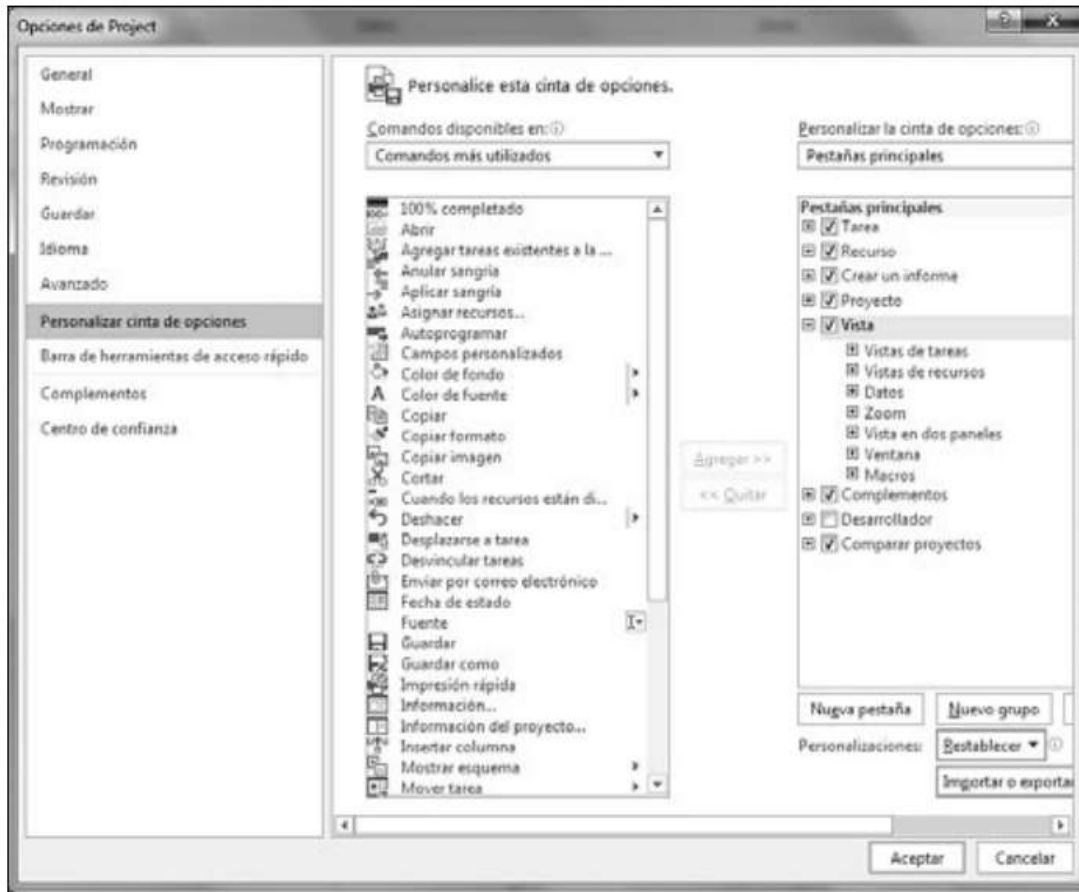 Opciones de Project
General
Mostrar
Programación
Revisión
Guardar
Idioma
Avanzado
Personalizar cinta de opciones
Barra de herramientas de acceso rápido
Complementos
Centro de confianza
Personalice esta cinta de opciones.
Comandos disponibles en:
Comandos más utilizados
100% completado
Abrir
Agregar tareas existentes a la ...
Anular sangría
Aplicar sangría
Asignar recursos...
Autoprogramar
Campos personalizados
Color de fondo
Color de fuente
Copiar
Copiar formato
Copiar imagen
Cortar
Cuando los recursos están di...
Deshacer
Desplazarse a tarea
Desvincular tareas
Enviar por correo electrónico
Fecha de estado
Fuente
Guardar
Guardar como
Impresión rápida
Información...
Información del proyecto...
Insertar columna
Mostrar esquema
Mover tarea
Agregar >>
<< Quitar
Personalizar la cinta de opciones:
Pestañas principales
Pestañas principales
Tarea
Recurso
Crear un informe
Proyecto
Vista
Vistas de tareas
Vistas de recursos
Datos
Zoom
Vista en dos paneles
Ventana
Macros
Complementos
Desarrollador
Comparar proyectos
Nueva pestaña
Nuevo grupo
Personalizaciones:
Restablecer
Importar o exportar
Aceptar
Cancelar